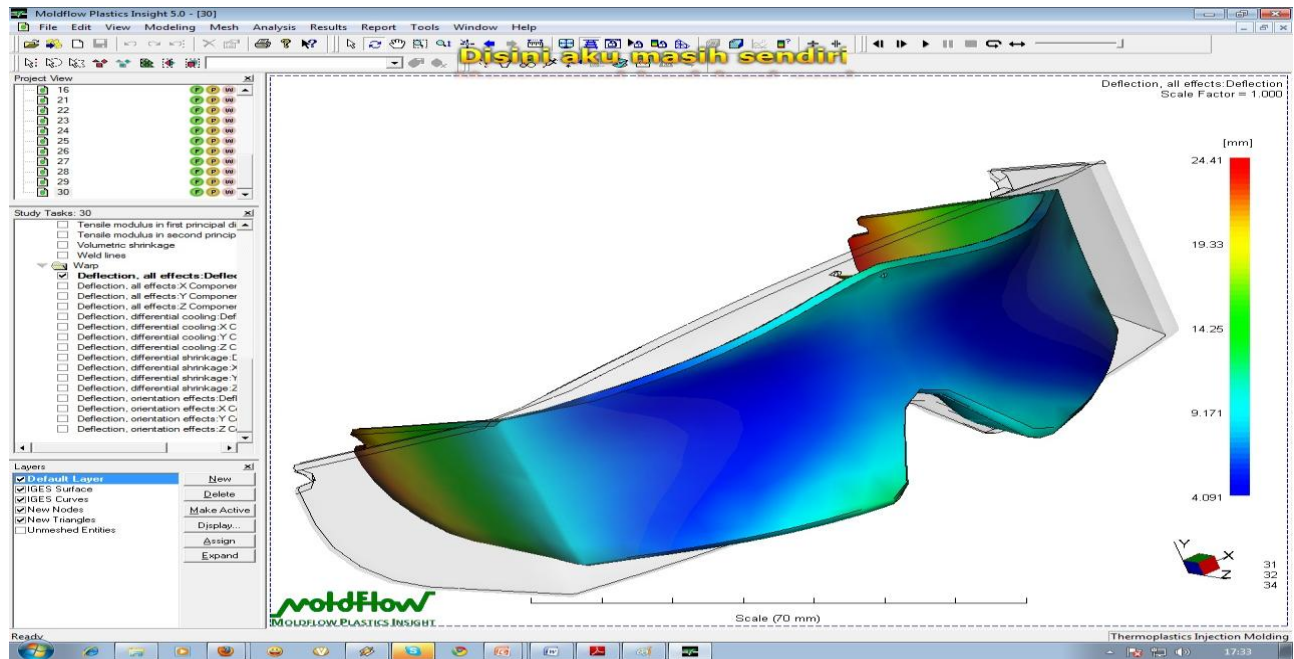 Moldflow Plastics Insight 5.0 - [30]
File Edit View Modeling Mesh Analysis Results Report Tools Window Help
Disini aku masih sendiri
Project View
16
21
22
23
24
25
26
27
28
29
30
Study Tasks: 30
Tensile modulus in first principal di
Tensile modulus in second princip
Volumetric shrinkage
Weld lines
Warp
Deflection, all effects:Deflec
Deflection, all effects:X Componer
Deflection, all effects:Y Componer
Deflection, all effects:Z Componer
Deflection, differential cooling:Def
Deflection, differential cooling:X C
Deflection, differential cooling:Y C
Deflection, differential cooling:Z C
Deflection, differential shrinkage:D
Deflection, differential shrinkage:X
Deflection, differential shrinkage:Y
Deflection, differential shrinkage:Z
Deflection, orientation effects:Defl
Deflection, orientation effects:X Co
Deflection, orientation effects:Y Co
Deflection, orientation effects:Z Co
Layers
Default Layer
IGES Surface
IGES Curves
New Nodes
New Triangles
Unmeshed Entities
New
Delete
Make Active
Display...
Assign
Expand
Deflection, all effects:Deflection
Scale Factor = 1.000
[mm]
24.41
19.33
14.25
9.171
4.091
Y
X
Z
31
32
34
moldflow
MOLDFLOW PLASTICS INSIGHT
Scale (70 mm)
Ready
Thermoplastics Injection Molding
17:33